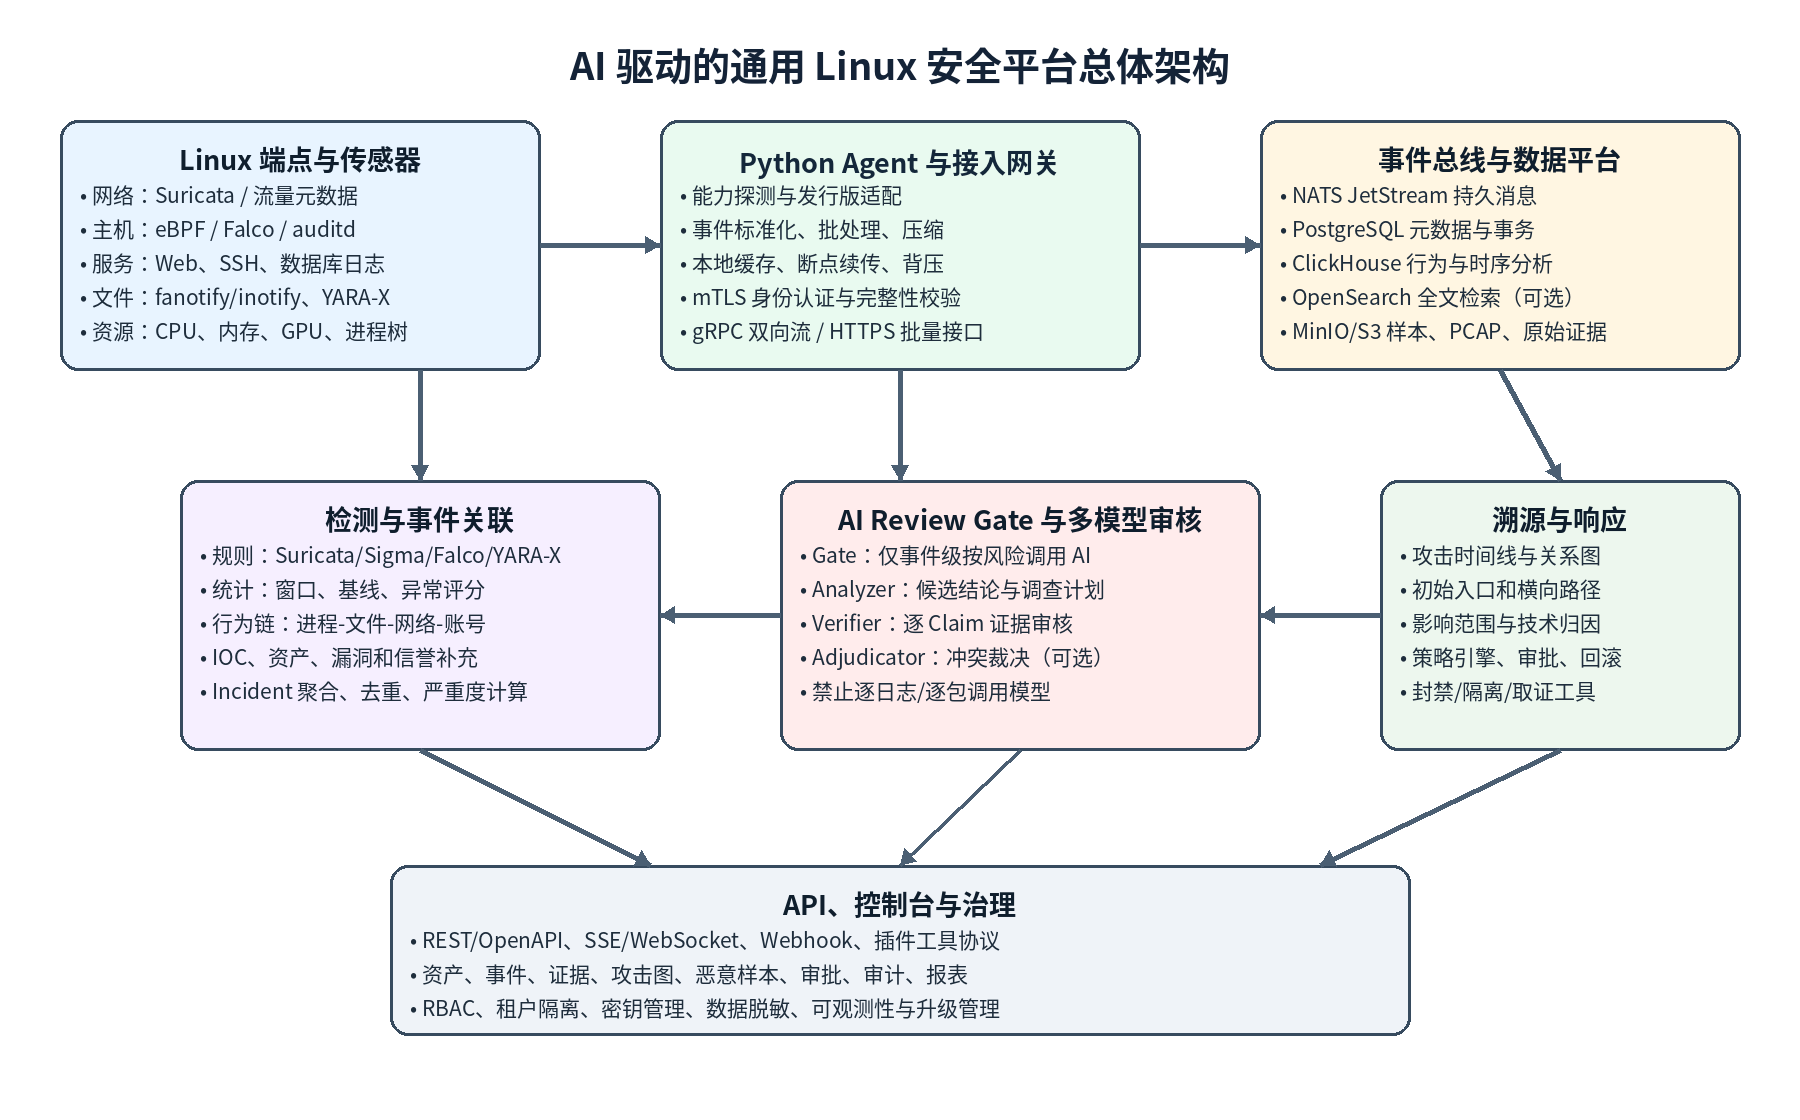 AI 驱动的通用 Linux 安全平台总体架构
Linux 端点与传感器
• 网络：Suricata / 流量元数据
• 主机：eBPF / Falco / auditd
• 服务：Web、SSH、数据库日志
• 文件：fanotify/inotify、YARA-X
• 资源：CPU、内存、GPU、进程树
Python Agent 与接入网关
• 能力探测与发行版适配
• 事件标准化、批处理、压缩
• 本地缓存、断点续传、背压
• mTLS 身份认证与完整性校验
• gRPC 双向流 / HTTPS 批量接口
事件总线与数据平台
• NATS JetStream 持久消息
• PostgreSQL 元数据与事务
• ClickHouse 行为与时序分析
• OpenSearch 全文检索（可选）
• MinIO/S3 样本、PCAP、原始证据
检测与事件关联
• 规则：Suricata/Sigma/Falco/YARA-X
• 统计：窗口、基线、异常评分
• 行为链：进程-文件-网络-账号
• IOC、资产、漏洞和信誉补充
• Incident 聚合、去重、严重度计算
AI Review Gate 与多模型审核
• Gate：仅事件级按风险调用 AI
• Analyzer：候选结论与调查计划
• Verifier：逐 Claim 证据审核
• Adjudicator：冲突裁决（可选）
• 禁止逐日志/逐包调用模型
溯源与响应
• 攻击时间线与关系图
• 初始入口和横向路径
• 影响范围与技术归因
• 策略引擎、审批、回滚
• 封禁/隔离/取证工具
API、控制台与治理
• REST/OpenAPI、SSE/WebSocket、Webhook、插件工具协议
• 资产、事件、证据、攻击图、恶意样本、审批、审计、报表
• RBAC、租户隔离、密钥管理、数据脱敏、可观测性与升级管理